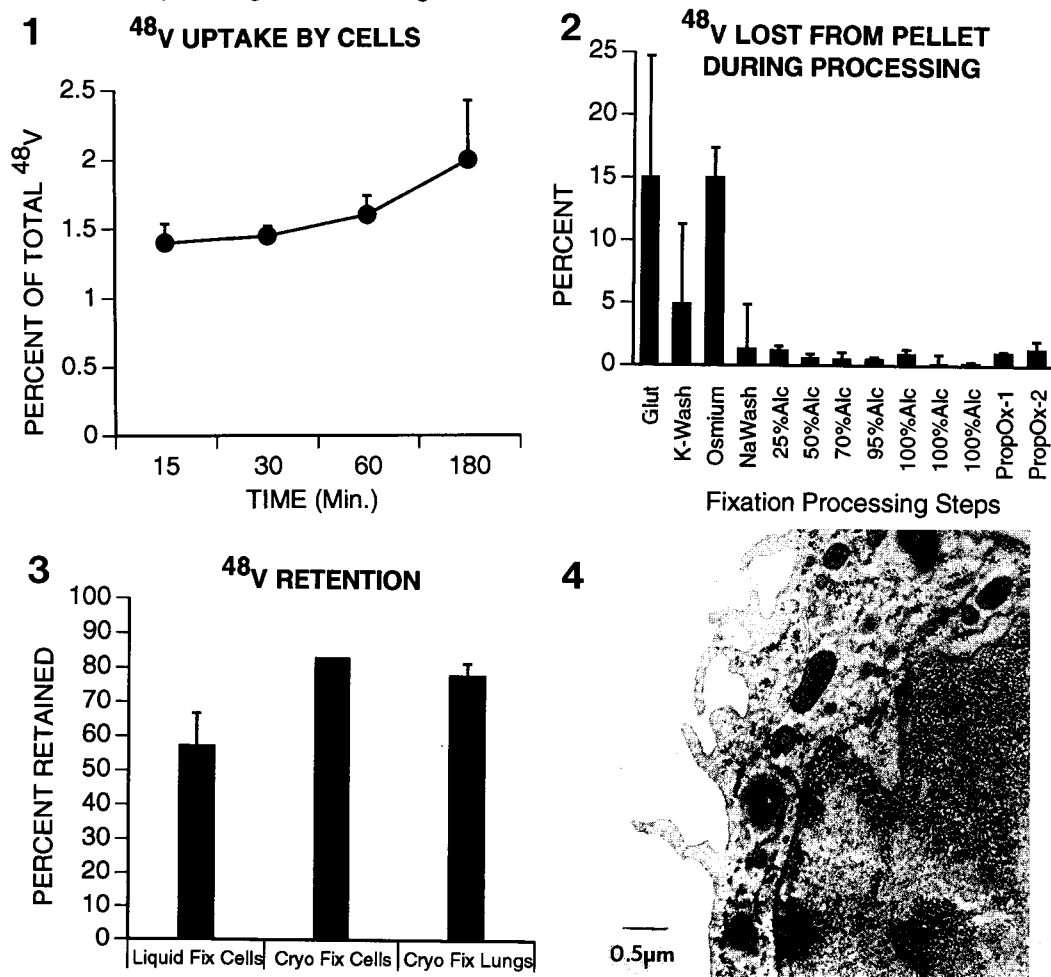 1
48V UPTAKE BY CELLS
PERCENT OF TOTAL 48V
2.5
2
1.5
1
0.5
0
15 30 60 180
TIME (Min.)
2
48V LOST FROM PELLET
DURING PROCESSING
PERCENT
25
20
15
10
5
0
Glut
K-Wash
Osmium
NaWash
25%Alc
50%Alc
70%Alc
95%Alc
100%Alc
100%Alc
100%Alc
PropOx-1
PropOx-2
Fixation Processing Steps
3
48V RETENTION
PERCENT RETAINED
100
90
80
70
60
50
40
30
20
10
0
Liquid Fix Cells Cryo Fix Cells Cryo Fix Lungs
4
0.5µm